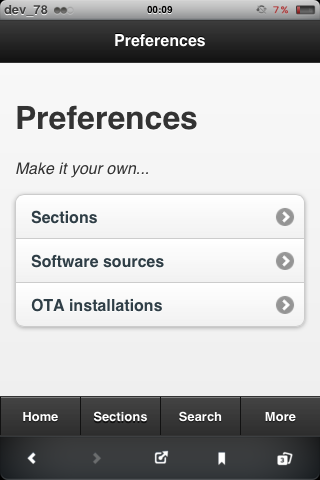 dev_78 00:09 7 %
Preferences
Preferences
Make it your own...
Sections
Software sources
OTA installations
Home Sections Search More
3